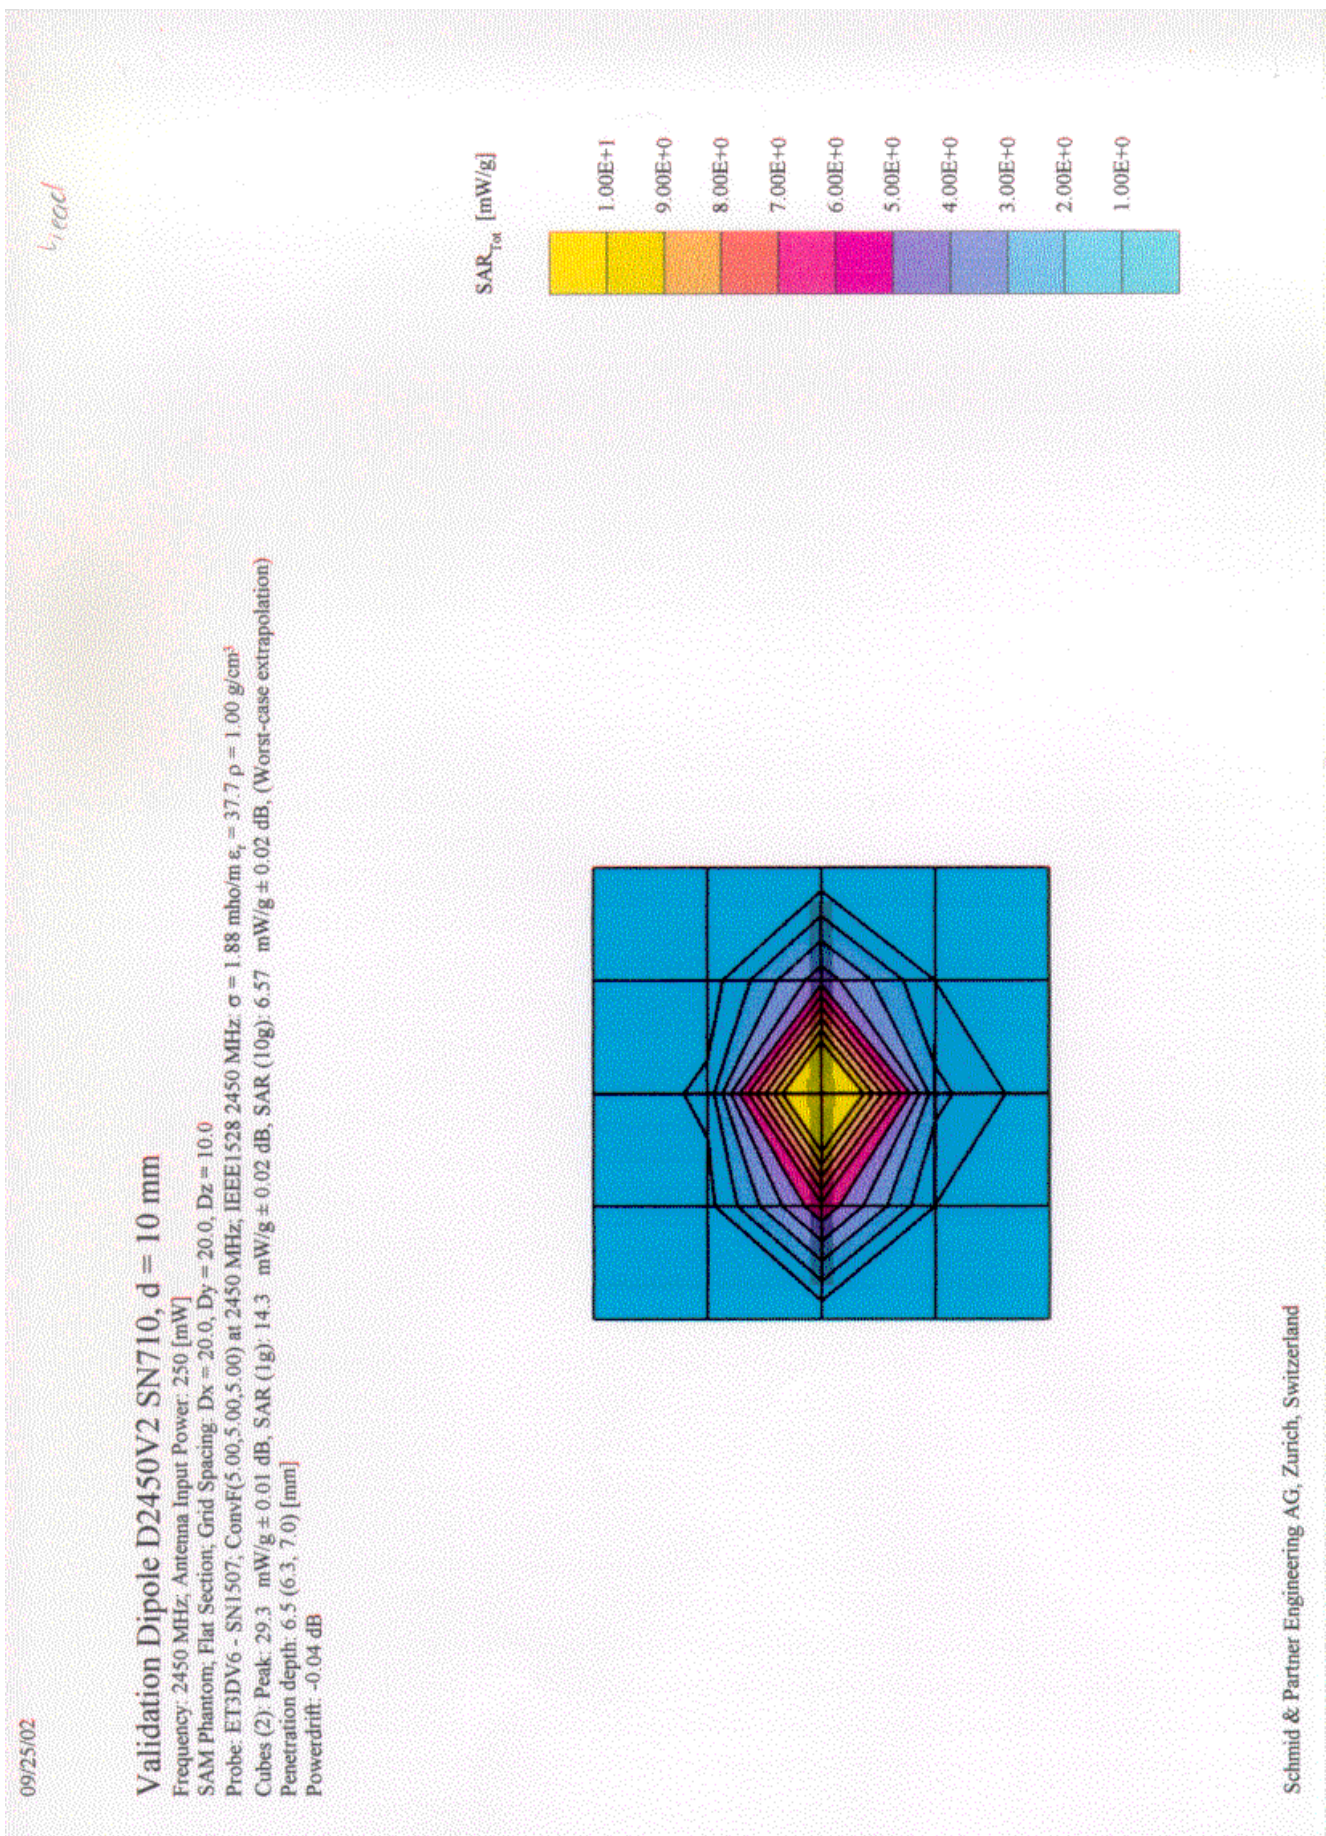 09/25/02
head
Validation Dipole D2450V2 SN710, d = 10 mm
Frequency: 2450 MHz; Antenna Input Power: 250 [mW]
SAM Phantom; Flat Section; Grid Spacing: Dx = 20.0, Dy = 20.0, Dz = 10.0
Probe: ET3DV6 - SN1507; ConvF(5.00,5.00,5.00) at 2450 MHz; IEEE1528 2450 MHz: σ = 1.88 mho/m εr = 37.7 ρ = 1.00 g/cm³
Cubes (2): Peak: 29.3 mW/g ± 0.01 dB, SAR (1g): 14.3 mW/g ± 0.02 dB, SAR (10g): 6.57 mW/g ± 0.02 dB, (Worst-case extrapolation)
Penetration depth: 6.5 (6.3, 7.0) [mm]
Powerdrift: -0.04 dB
SARTot [mW/g]
1.00E+1
9.00E+0
8.00E+0
7.00E+0
6.00E+0
5.00E+0
4.00E+0
3.00E+0
2.00E+0
1.00E+0
Schmid & Partner Engineering AG, Zurich, Switzerland